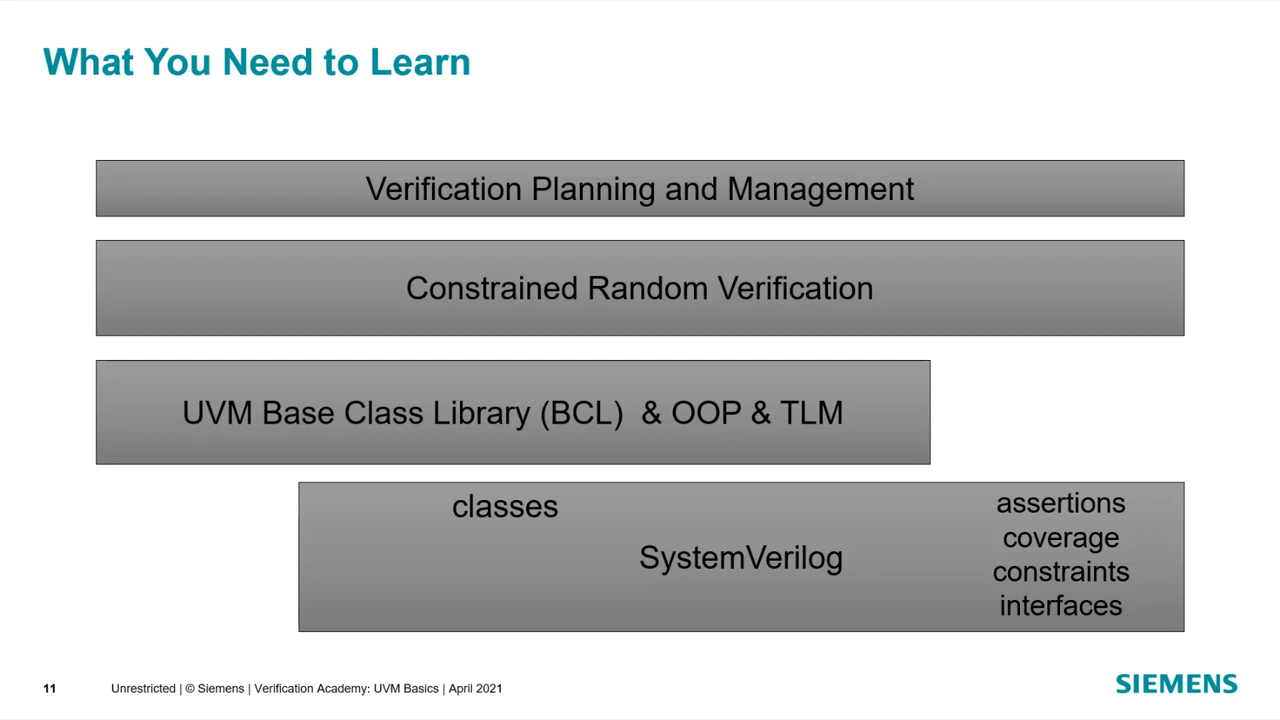 What You Need to Learn
Verification Planning and Management
Constrained Random Verification
UVM Base Class Library (BCL) & OOP & TLM
classes
SystemVerilog
assertions
coverage
constraints
interfaces
11
Unrestricted | © Siemens | Verification Academy: UVM Basics | April 2021
SIEMENS